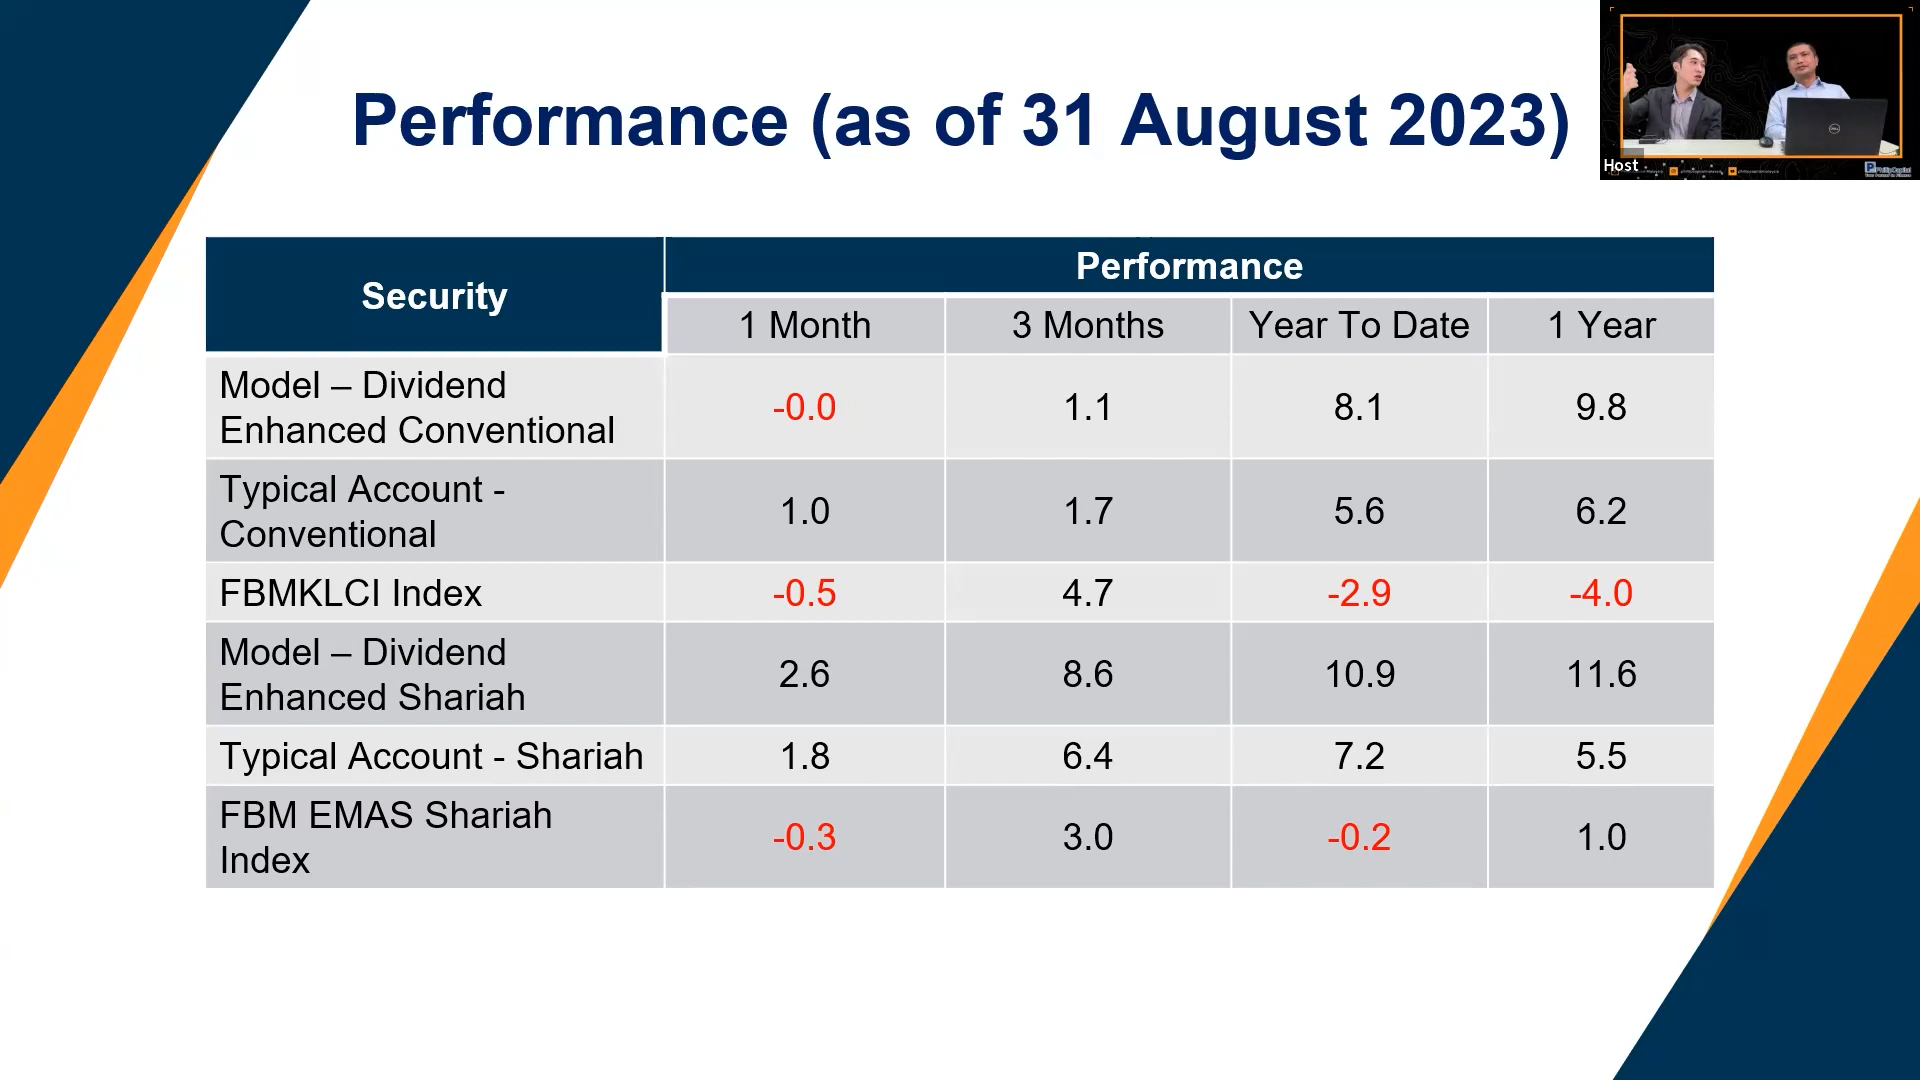 Performance (as of 31 August 2023)
Host
PhillipCapital
Security
Performance
1 Month
3 Months
Year To Date
1 Year
Model – Dividend
Enhanced Conventional
-0.0
1.1
8.1
9.8
Typical Account -
Conventional
1.0
1.7
5.6
6.2
FBMKLCI Index
-0.5
4.7
-2.9
-4.0
Model – Dividend
Enhanced Shariah
2.6
8.6
10.9
11.6
Typical Account - Shariah
1.8
6.4
7.2
5.5
FBM EMAS Shariah
Index
-0.3
3.0
-0.2
1.0